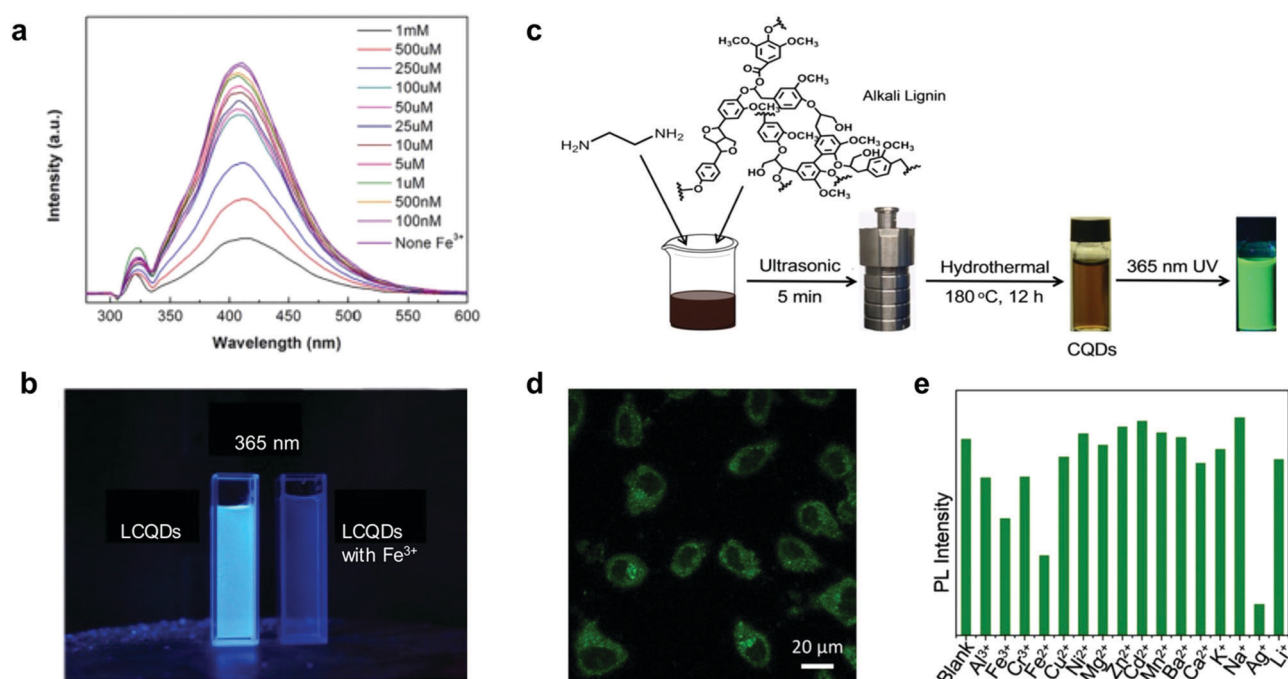 a
Intensity (a.u.)
1mM
500uM
250uM
100uM
50uM
25uM
10uM
5uM
1uM
500nM
100nM
None Fe³⁺
300 350 400 450 500 550 600
Wavelength (nm)
b
365 nm
LCQDs
LCQDs
with Fe³⁺
c
H₂N
NH₂
H₃CO
O
OCH₃
O
O
O
OCH₃
OCH₃
OCH₃
HO
OH
OH
OCH₃
OCH₃
OCH₃
Alkali Lignin
Ultrasonic
5 min
Hydrothermal
180 °C, 12 h
365 nm UV
CQDs
d
20 µm
e
PL Intensity
Blank
Al³⁺
Fe³⁺
Cr³⁺
Fe²⁺
Cu²⁺
Ni²⁺
Mg²⁺
Zn²⁺
Cd²⁺
Mn²⁺
Ba²⁺
Ca²⁺
K⁺
Na⁺
Ag⁺
Li⁺